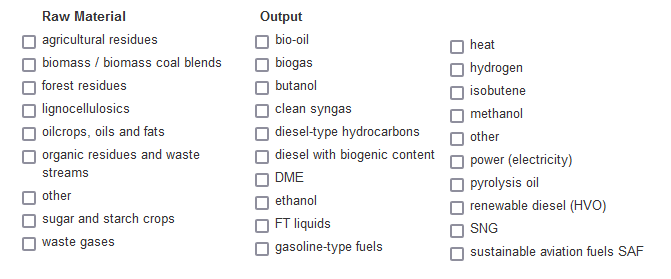 Raw Material
agricultural residues
biomass / biomass coal blends
forest residues
lignocellulosics
oilcrops, oils and fats
organic residues and waste
streams
other
sugar and starch crops
waste gases
Output
bio-oil
biogas
butanol
clean syngas
diesel-type hydrocarbons
diesel with biogenic content
DME
ethanol
FT liquids
gasoline-type fuels
heat
hydrogen
isobutene
methanol
other
power (electricity)
pyrolysis oil
renewable diesel (HVO)
SNG
sustainable aviation fuels SAF